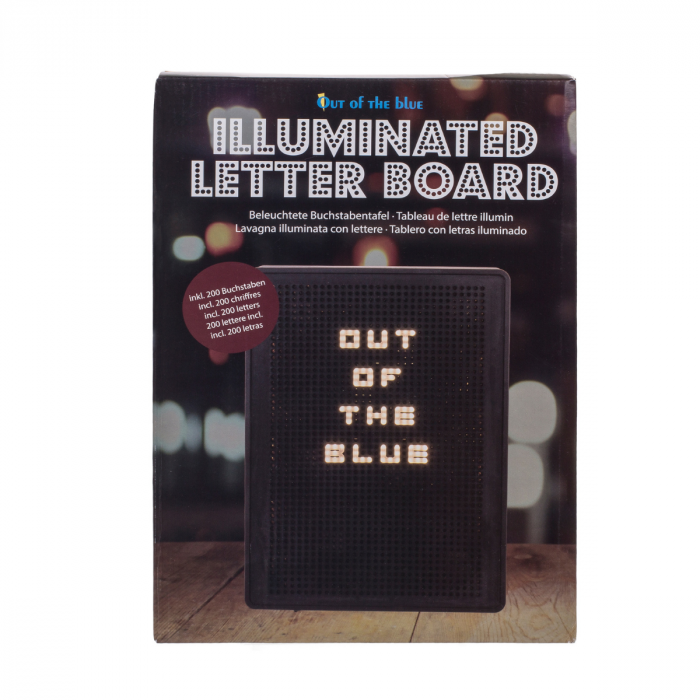 Out of the blue
ILLUMINATED
LETTER BOARD
Beleuchtete Buchstabentafel · Tableau de lettre illumin
Lavagna illuminata con lettere · Tablero con letras iluminado
inkl. 200 Buchstaben
incl. 200 chriffres
incl. 200 letters
200 lettere incl.
incl. 200 letras
OUT
OF
THE
BLUE